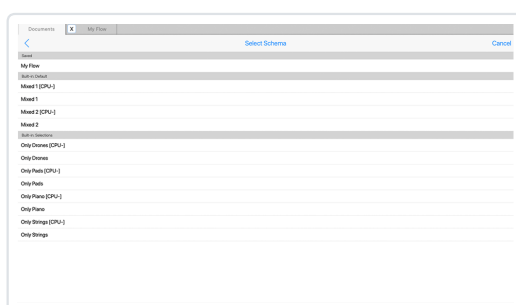 Documents X My Flow
Select Schema Cancel
Saved
My Flow
Built-in: Default
Mixed 1 [CPU-]
Mixed 1
Mixed 2 [CPU-]
Mixed 2
Built-in: Selections
Only Drones [CPU-]
Only Drones
Only Pads [CPU-]
Only Pads
Only Piano [CPU-]
Only Piano
Only Strings [CPU-]
Only Strings